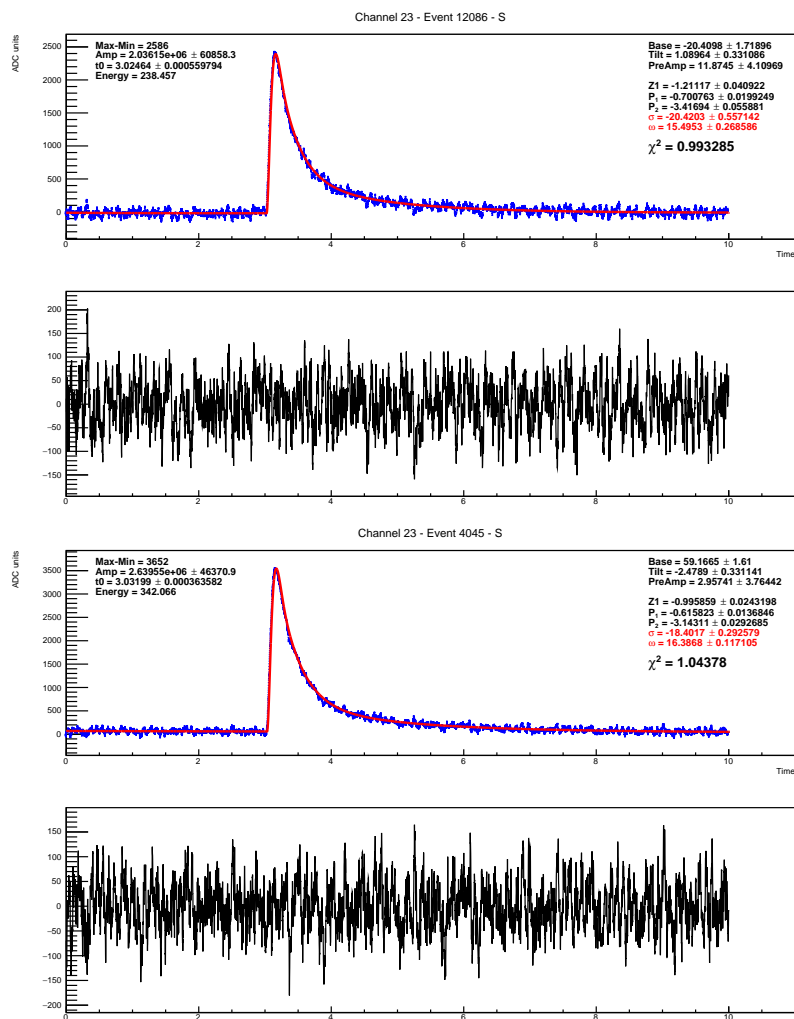 Channel 23 - Event 12086 - S
ADC units
Max-Min = 2586
Amp = 2.03615e+06 ± 60858.3
t0 = 3.02464 ± 0.000559794
Energy = 238.457
Base = -20.4098 ± 1.71896
Tilt = 1.08964 ± 0.331086
PreAmp = 11.8745 ± 4.10969
Z1 = -1.21117 ± 0.040922
P₁ = -0.700763 ± 0.0199249
P₂ = -3.41694 ± 0.055881
σ = -20.4203 ± 0.557142
ω = 15.4953 ± 0.268586
χ² = 0.993285
2500
2000
1500
1000
500
0
0 2 4 6 8 10
Time
200
150
100
50
0
−50
−100
−150
0 2 4 6 8 10
Channel 23 - Event 4045 - S
ADC units
Max-Min = 3652
Amp = 2.63955e+06 ± 46370.9
t0 = 3.03199 ± 0.000363582
Energy = 342.066
Base = 59.1665 ± 1.61
Tilt = -2.4789 ± 0.331141
PreAmp = 2.95741 ± 3.76442
Z1 = -0.995859 ± 0.0243198
P₁ = -0.615823 ± 0.0136846
P₂ = -3.14311 ± 0.0292685
σ = -18.4017 ± 0.292579
ω = 16.3868 ± 0.117105
χ² = 1.04378
3500
3000
2500
2000
1500
1000
500
0
0 2 4 6 8 10
Time
150
100
50
0
−50
−100
−150
−200
0 2 4 6 8 10